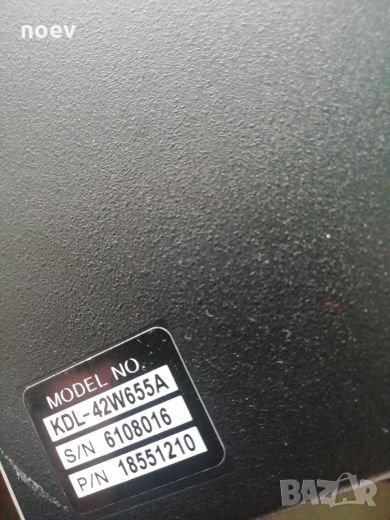 noev
MODEL NO.
KDL-42W655A
S/N 6108016
P/N 18551210
BAZAR